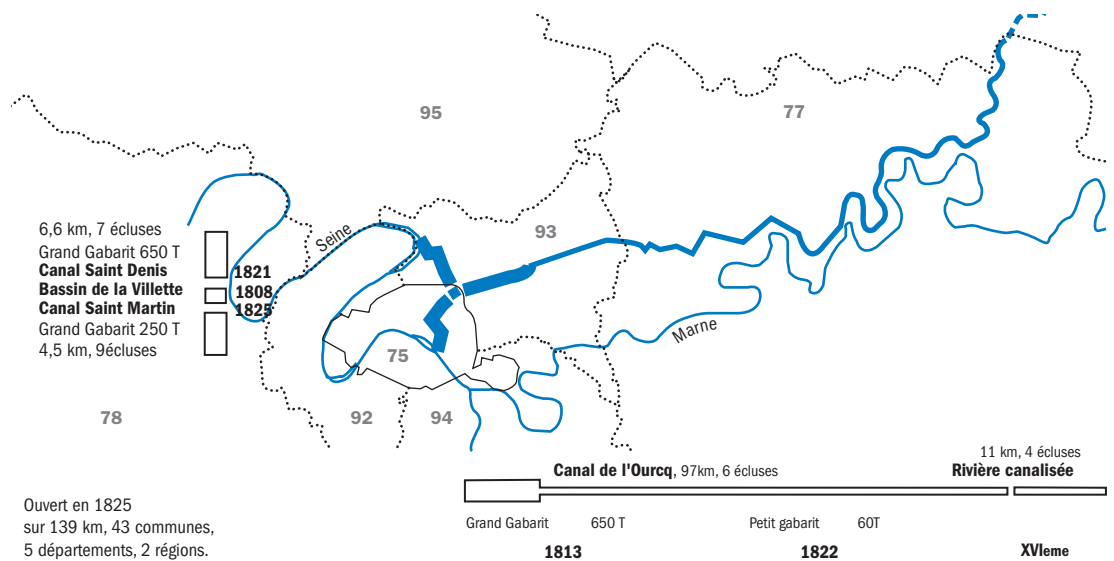 95
77
93
Seine
6,6 km, 7 écluses
Grand Gabarit 650 T
Canal Saint Denis
1821
Bassin de la Villette
1808
Canal Saint Martin
1825
Grand Gabarit 250 T
4,5 km, 9écluses
Marne
75
78
92
94
11 km, 4 écluses
Canal de l'Ourcq, 97km, 6 écluses
Rivière canalisée
Ouvert en 1825
sur 139 km, 43 communes,
5 départements, 2 régions.
Grand Gabarit 650 T
Petit gabarit 60T
1813
1822
XVIeme